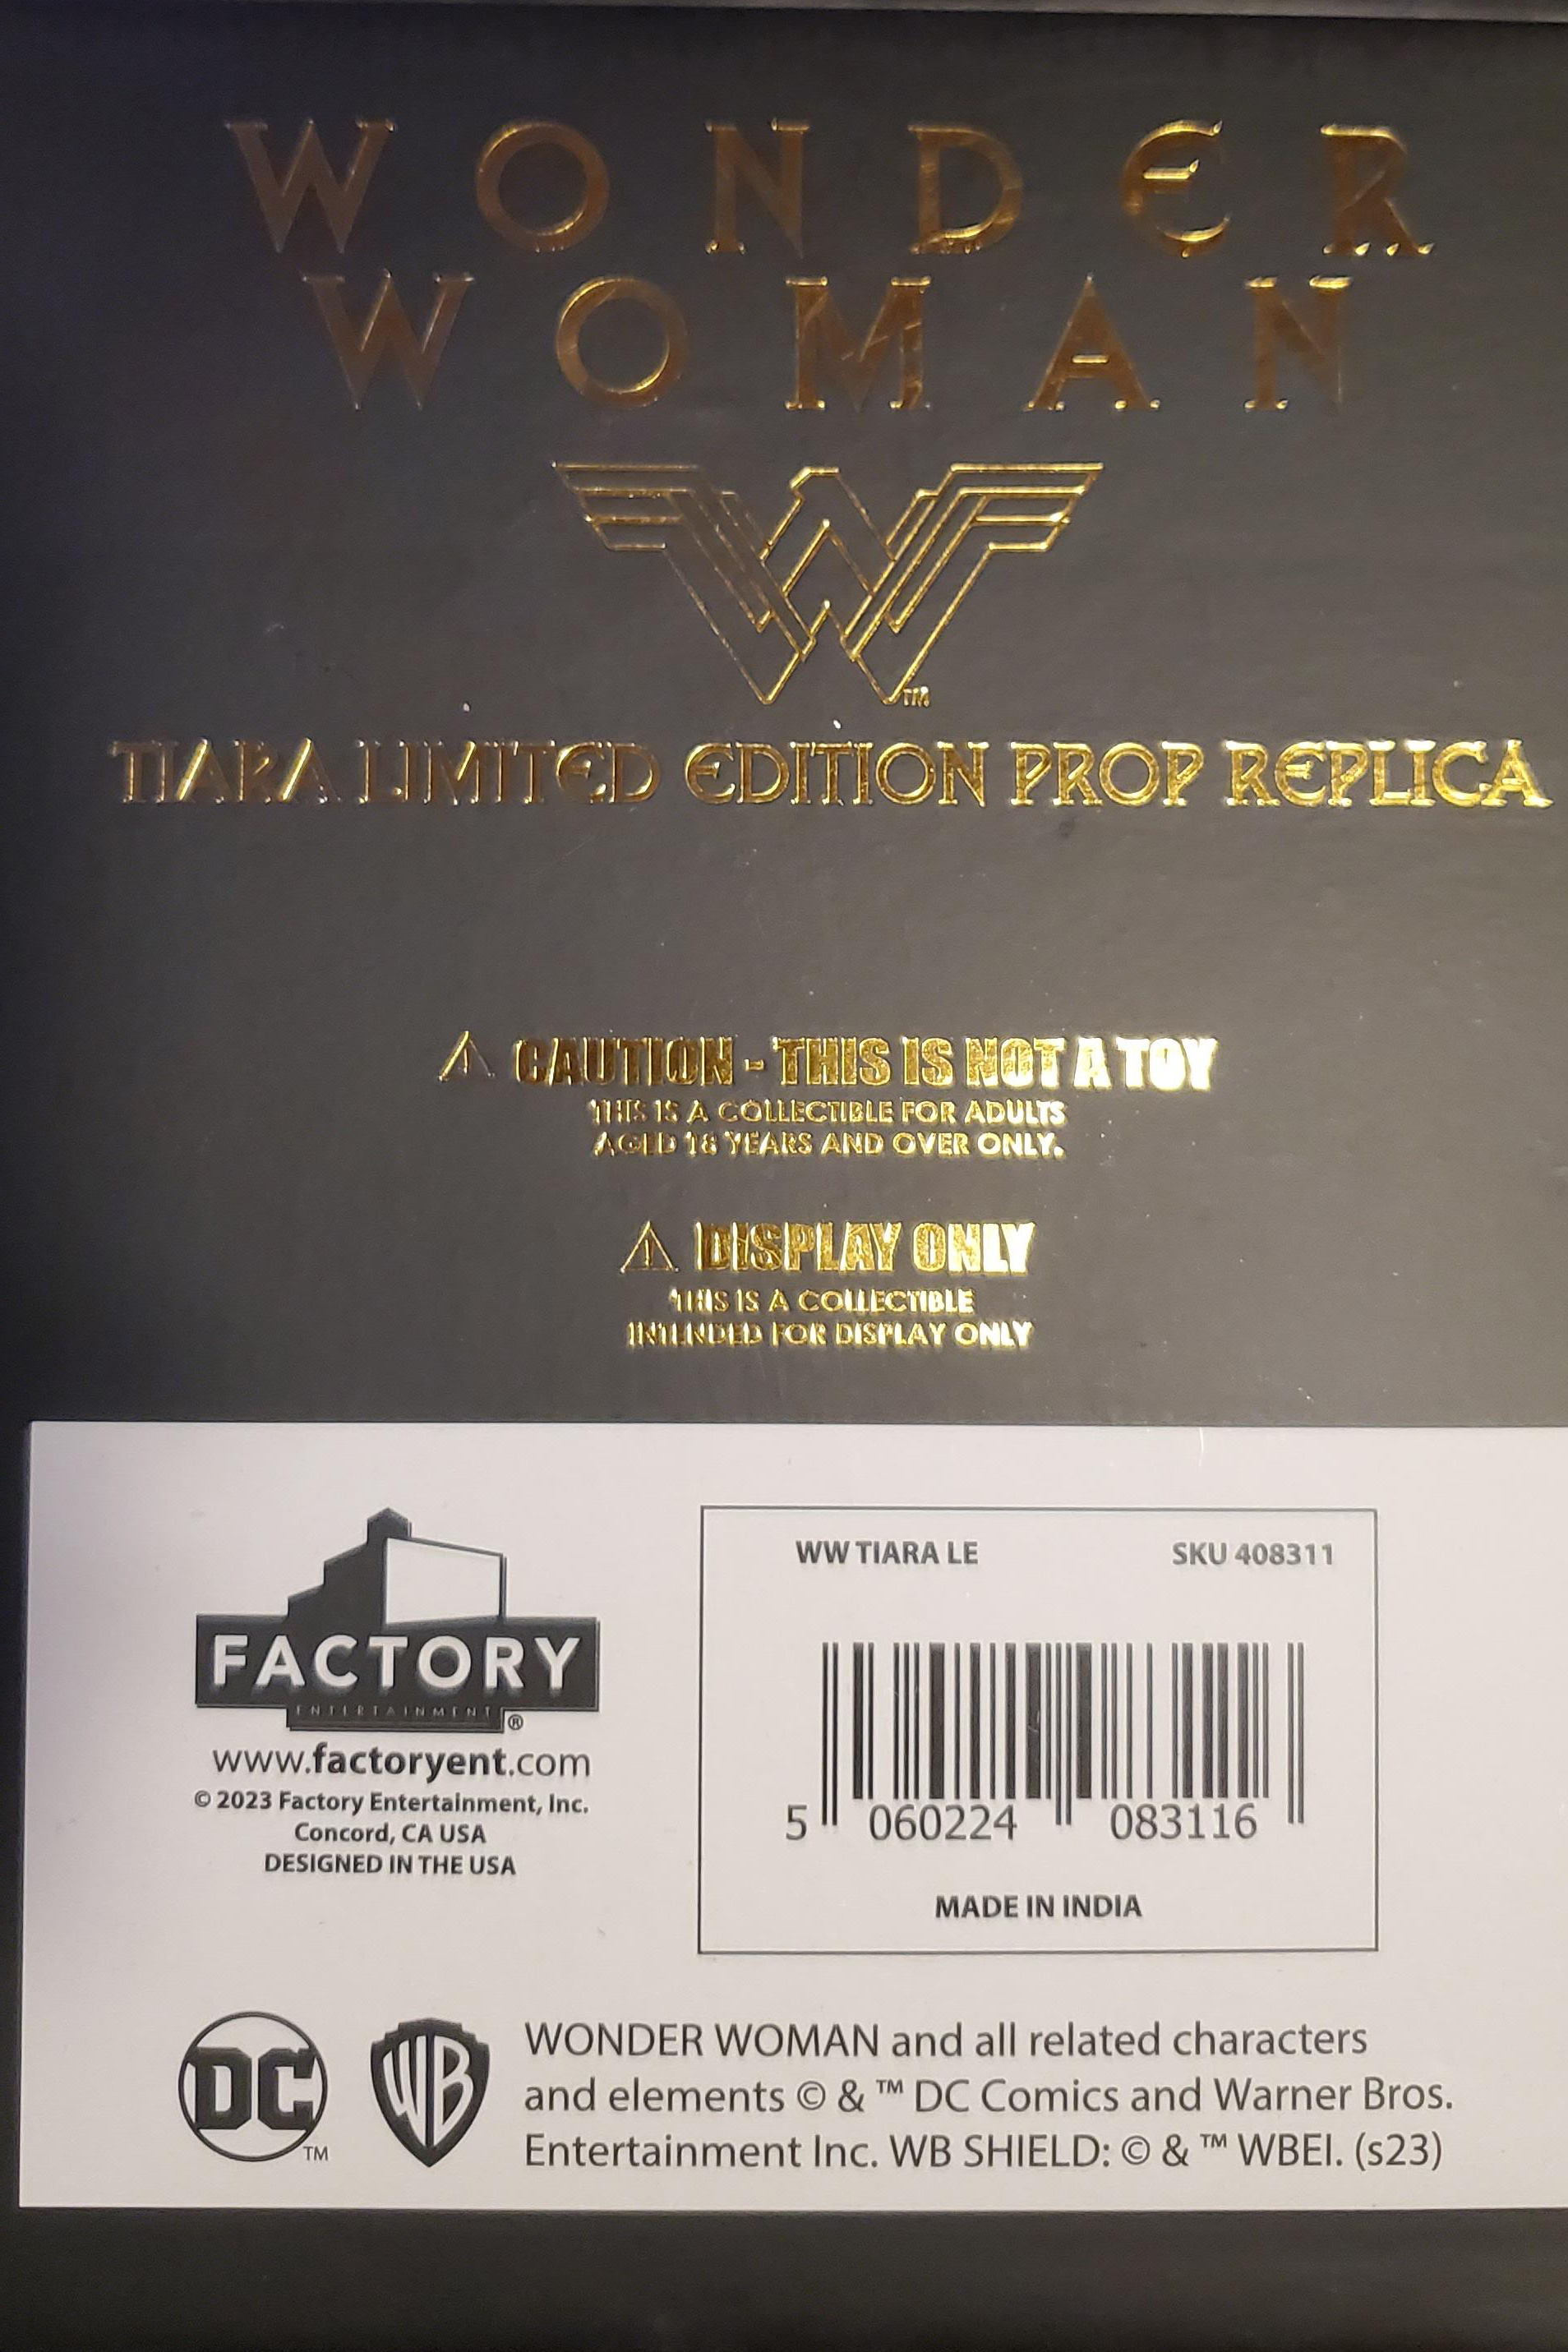 WONDER
WOMAN
TM
TIARA LIMITED EDITION PROP REPLICA
⚠ CAUTION - THIS IS NOT A TOY
THIS IS A COLLECTIBLE FOR ADULTS
AGED 18 YEARS AND OVER ONLY.
⚠ DISPLAY ONLY
THIS IS A COLLECTIBLE
INTENDED FOR DISPLAY ONLY
FACTORY
ENTERTAINMENT ®
www.factoryent.com
© 2023 Factory Entertainment, Inc.
Concord, CA USA
DESIGNED IN THE USA
WW TIARA LE SKU 408311
5 060224 083116
MADE IN INDIA
DC TM
WB
WONDER WOMAN and all related characters
and elements © & ™ DC Comics and Warner Bros.
Entertainment Inc. WB SHIELD: © & ™ WBEI. (s23)